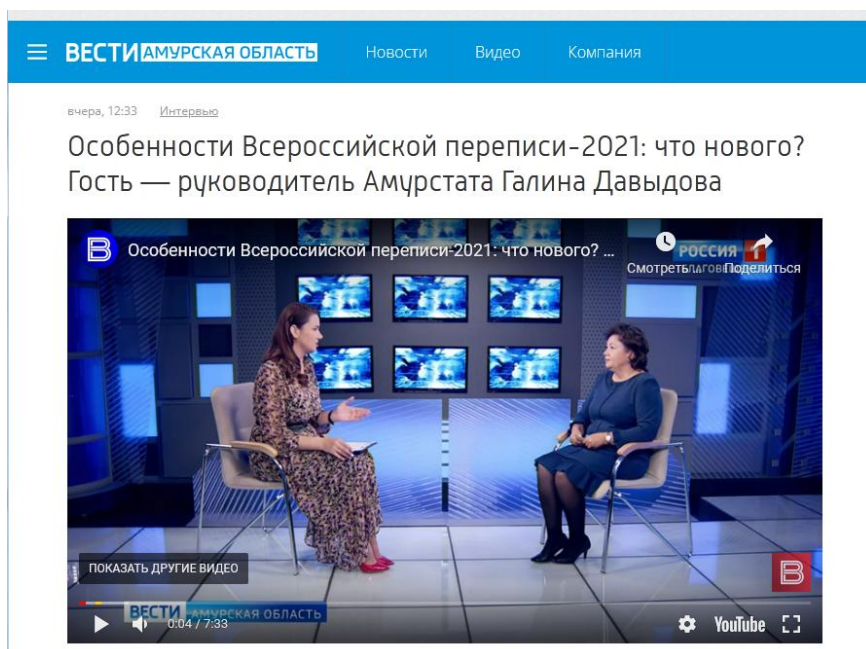 ВЕСТИ АМУРСКАЯ ОБЛАСТЬ Новости Видео Компания
вчера, 12:33 Интервью
Особенности Всероссийской переписи-2021: что нового?
Гость — руководитель Амурстата Галина Давыдова
В Особенности Всероссийской переписи-2021: что нового? ...
РОССИЯ 1
Смотреть Поделиться
ПОКАЗАТЬ ДРУГИЕ ВИДЕО
В
ВЕСТИ АМУРСКАЯ ОБЛАСТЬ
0:04 / 7:33 YouTube